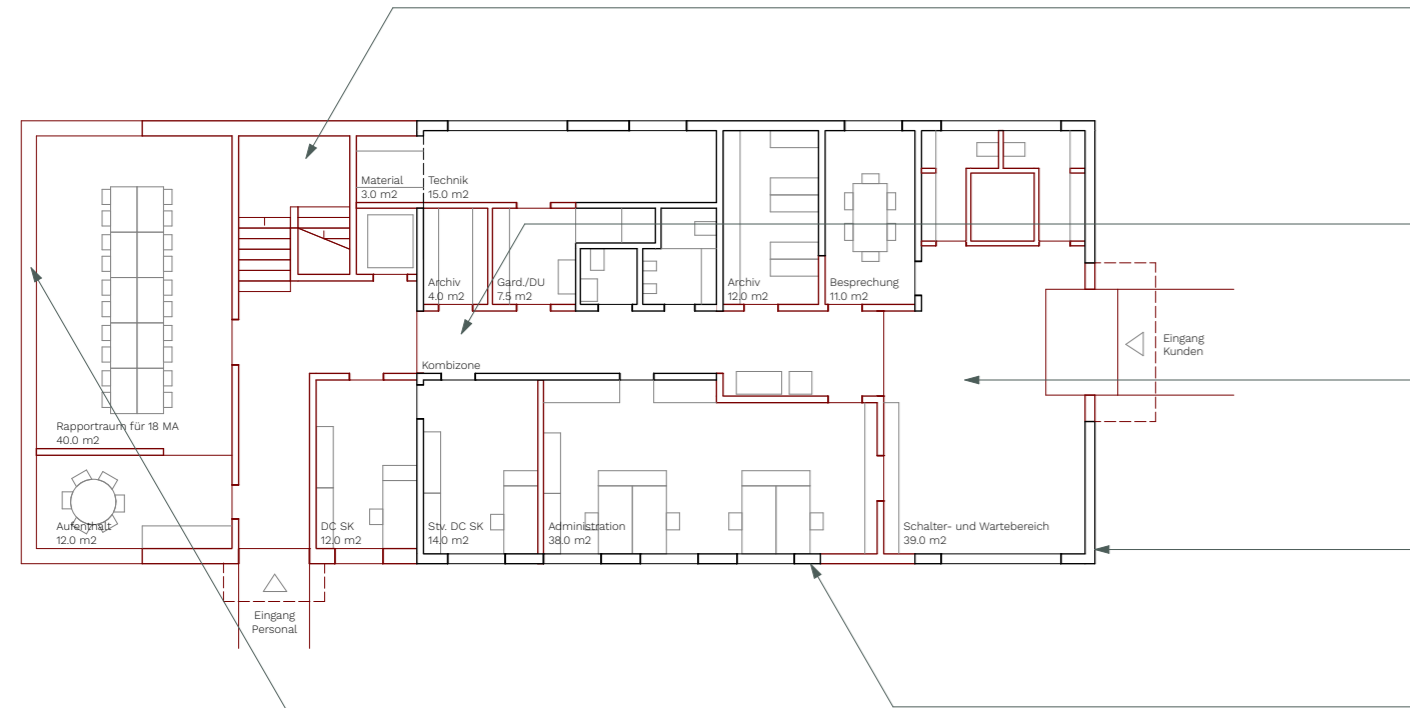 Material
3.0 m2
Technik
15.0 m2
Archiv
4.0 m2
Gard./DU
7.5 m2
Archiv
12.0 m2
Besprechung
11.0 m2
Eingang
Kunden
Kombizone
Rapportraum für 18 MA
40.0 m2
Aufenthalt
12.0 m2
DC SK
12.0 m2
Stv. DC SK
14.0 m2
Administration
38.0 m2
Schalter- und Wartebereich
39.0 m2
Eingang
Personal